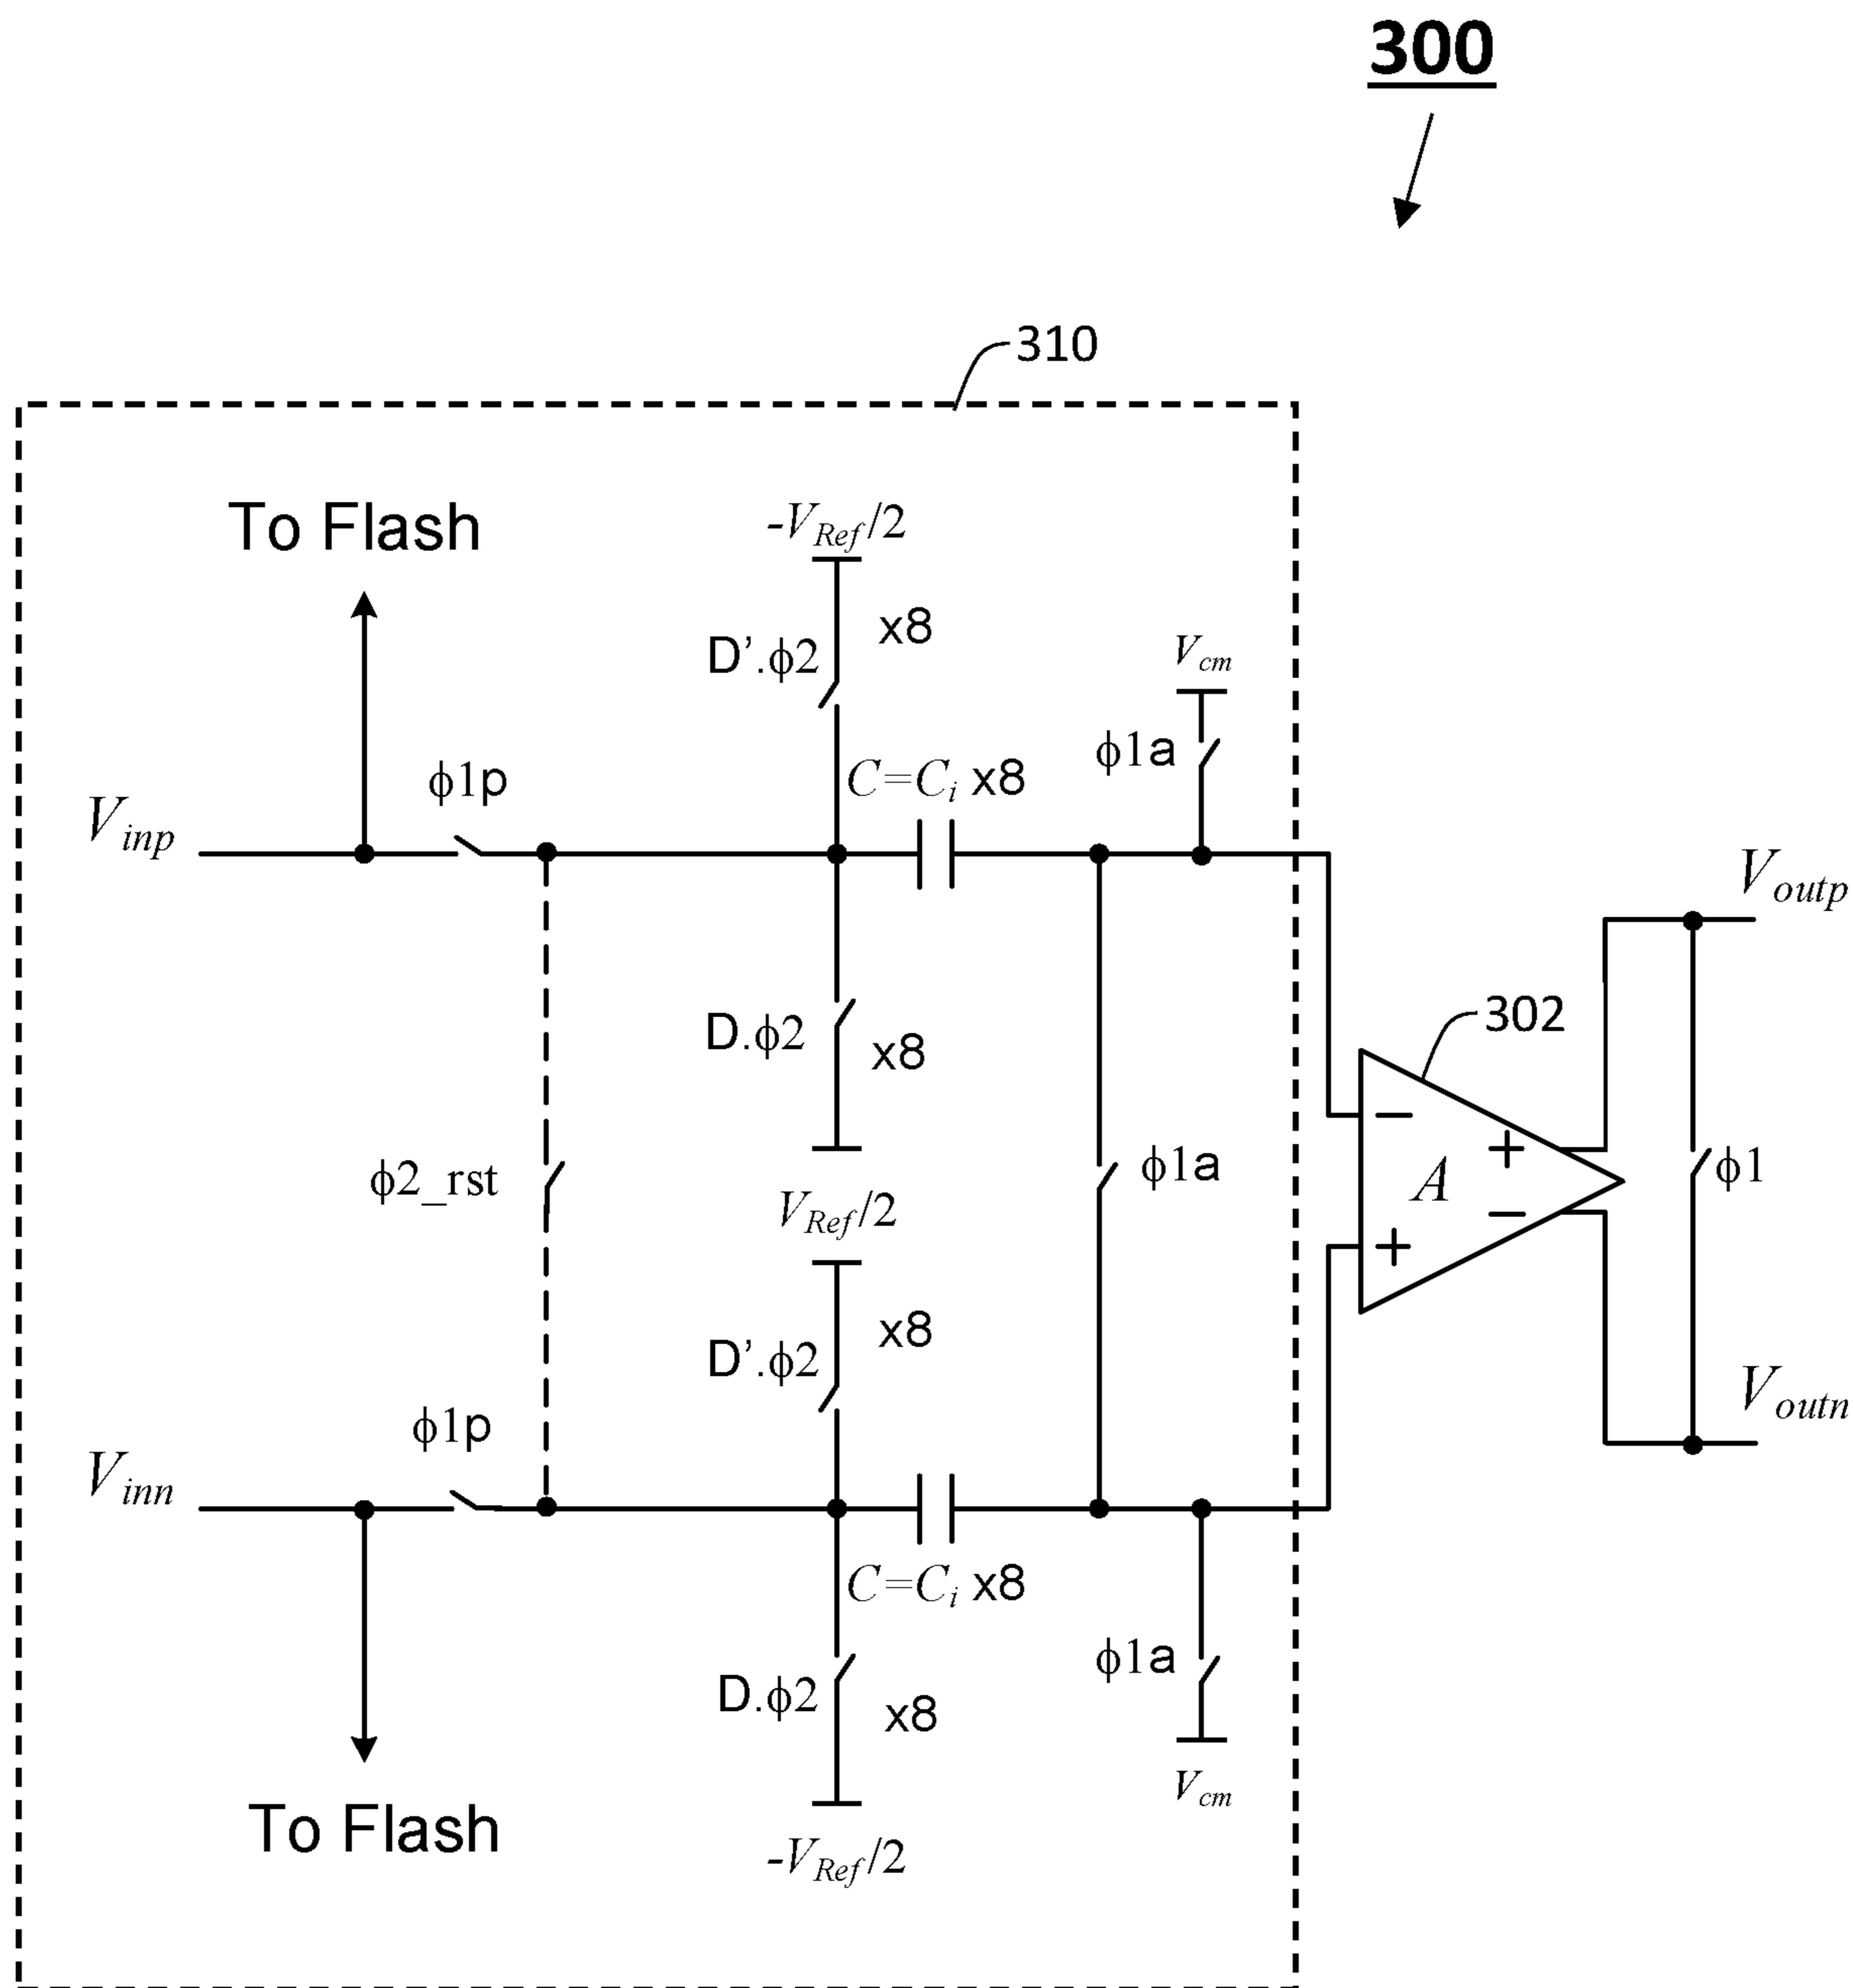 300
310
To Flash
-V_Ref/2
x8
D’.ϕ2
V_cm
ϕ1a
C=C_i x8
ϕ1p
V_inp
V_outp
302
D.ϕ2
x8
ϕ2_rst
ϕ1a
A
ϕ1
V_Ref/2
x8
D’.ϕ2
V_outn
ϕ1p
V_inn
C=C_i x8
ϕ1a
D.ϕ2
x8
V_cm
To Flash
-V_Ref/2